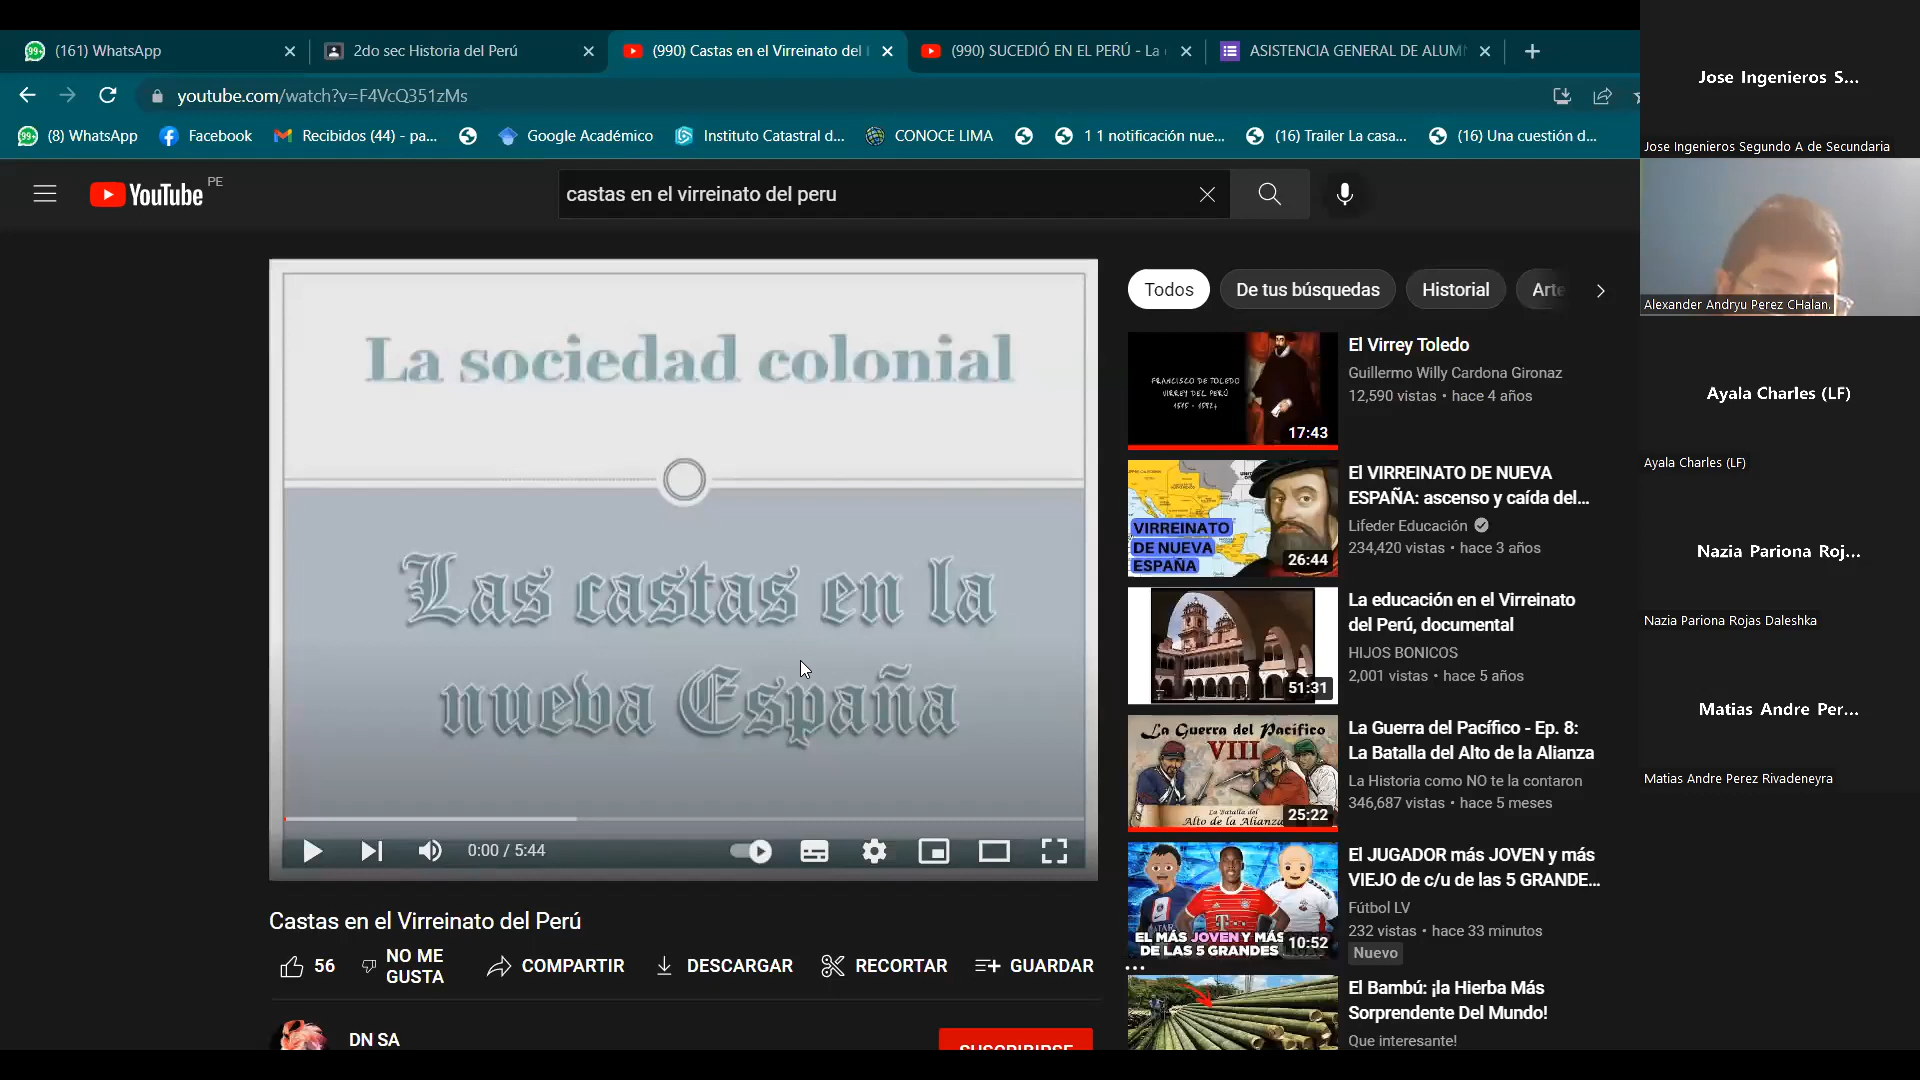 (161) WhatsApp
2do sec Historia del Perú
(990) Castas en el Virreinato del
(990) SUCEDIÓ EN EL PERÚ - La
ASISTENCIA GENERAL DE ALUM
youtube.com/watch?v=F4VcQ351zMs
(8) WhatsApp
Facebook
Recibidos (44) - pa...
Google Académico
Instituto Catastral d...
CONOCE LIMA
1 1 notificación nue...
(16) Trailer La casa...
(16) Una cuestión d...
YouTube PE
castas en el virreinato del peru
La sociedad colonial
Las castas en la
nueva España
0:00 / 5:44
Castas en el Virreinato del Perú
56
NO ME
GUSTA
COMPARTIR
DESCARGAR
RECORTAR
GUARDAR
DN SA
SUSCRIBIRSE
Todos
De tus búsquedas
Historial
Arte
FRANCISCO DE TOLEDO
VIRREY DEL PERÚ
17:43
El Virrey Toledo
Guillermo Willy Cardona Gironaz
12,590 vistas • hace 4 años
VIRREINATO
DE NUEVA
ESPAÑA
26:44
El VIRREINATO DE NUEVA
ESPAÑA: ascenso y caída del...
Lifeder Educación
234,420 vistas • hace 3 años
51:31
La educación en el Virreinato
del Perú, documental
HIJOS BONICOS
2,001 vistas • hace 5 años
La Guerra del Pacífico
VIII
La Batalla del
Alto de la Alianza
25:22
La Guerra del Pacífico - Ep. 8:
La Batalla del Alto de la Alianza
La Historia como NO te la contaron
346,687 vistas • hace 5 meses
EL MÁS JOVEN Y MÁS
DE LAS 5 GRANDES
10:52
El JUGADOR más JOVEN y más
VIEJO de c/u de las 5 GRANDE...
Fútbol LV
232 vistas • hace 33 minutos
Nuevo
El Bambú: ¡la Hierba Más
Sorprendente Del Mundo!
Que interesante!
Jose Ingenieros S...
Jose Ingenieros Segundo A de Secundaria
Alexander Andryu Perez CHalan.
Ayala Charles (LF)
Ayala Charles (LF)
Nazia Pariona Roj...
Nazia Pariona Rojas Daleshka
Matias Andre Per...
Matias Andre Perez Rivadeneyra